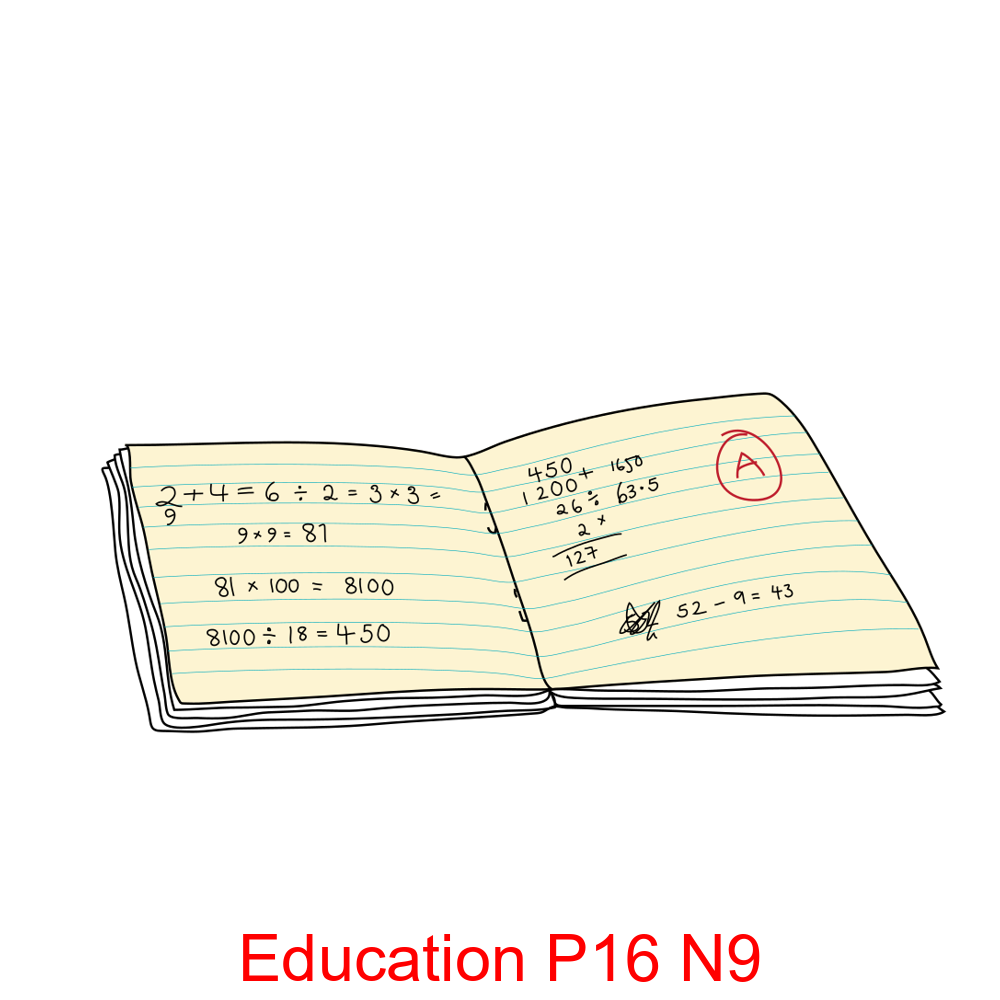 2/9 + 4 = 6 ÷ 2 = 3 × 3 =
9 × 9 = 81
81 × 100 = 8100
8100 ÷ 18 = 450
450 + 1650
1200
26 ÷ 63.5
2 ×
127
52 - 9 = 43
A
Education P16 N9